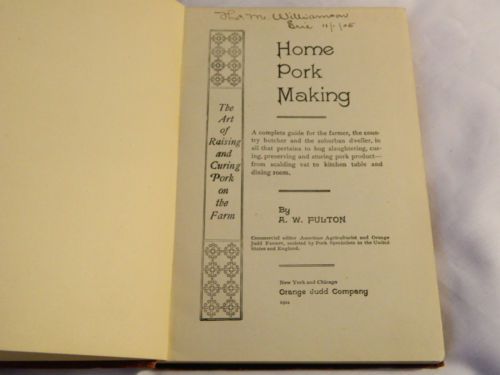 M. Williamson
Home
Pork
Making
The
Art
of
Raising
and
Curing
Pork
on
the
Farm
A complete guide for the farmer, the coun-
try butcher and the suburban dweller, in
all that pertains to hog slaughtering, cur-
ing, preserving and storing pork product—
from scalding vat to kitchen table and
dining room.
By
A. W. FULTON
Commercial editor American Agriculturist and Orange
Judd Farmer, assisted by Pork Specialists in the United
States and England.
New York and Chicago
Orange Judd Company